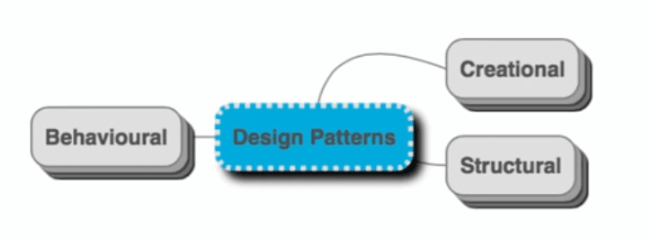 Creational
Behavioural
Design Patterns
Structural